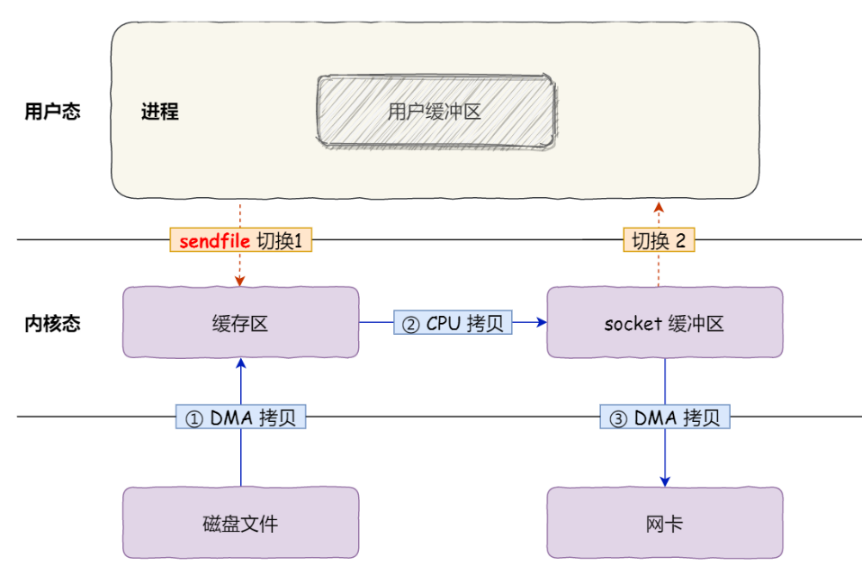 用户态
进程
用户缓冲区
sendfile 切换1
切换 2
内核态
缓存区
② CPU 拷贝
socket 缓冲区
① DMA 拷贝
③ DMA 拷贝
磁盘文件
网卡